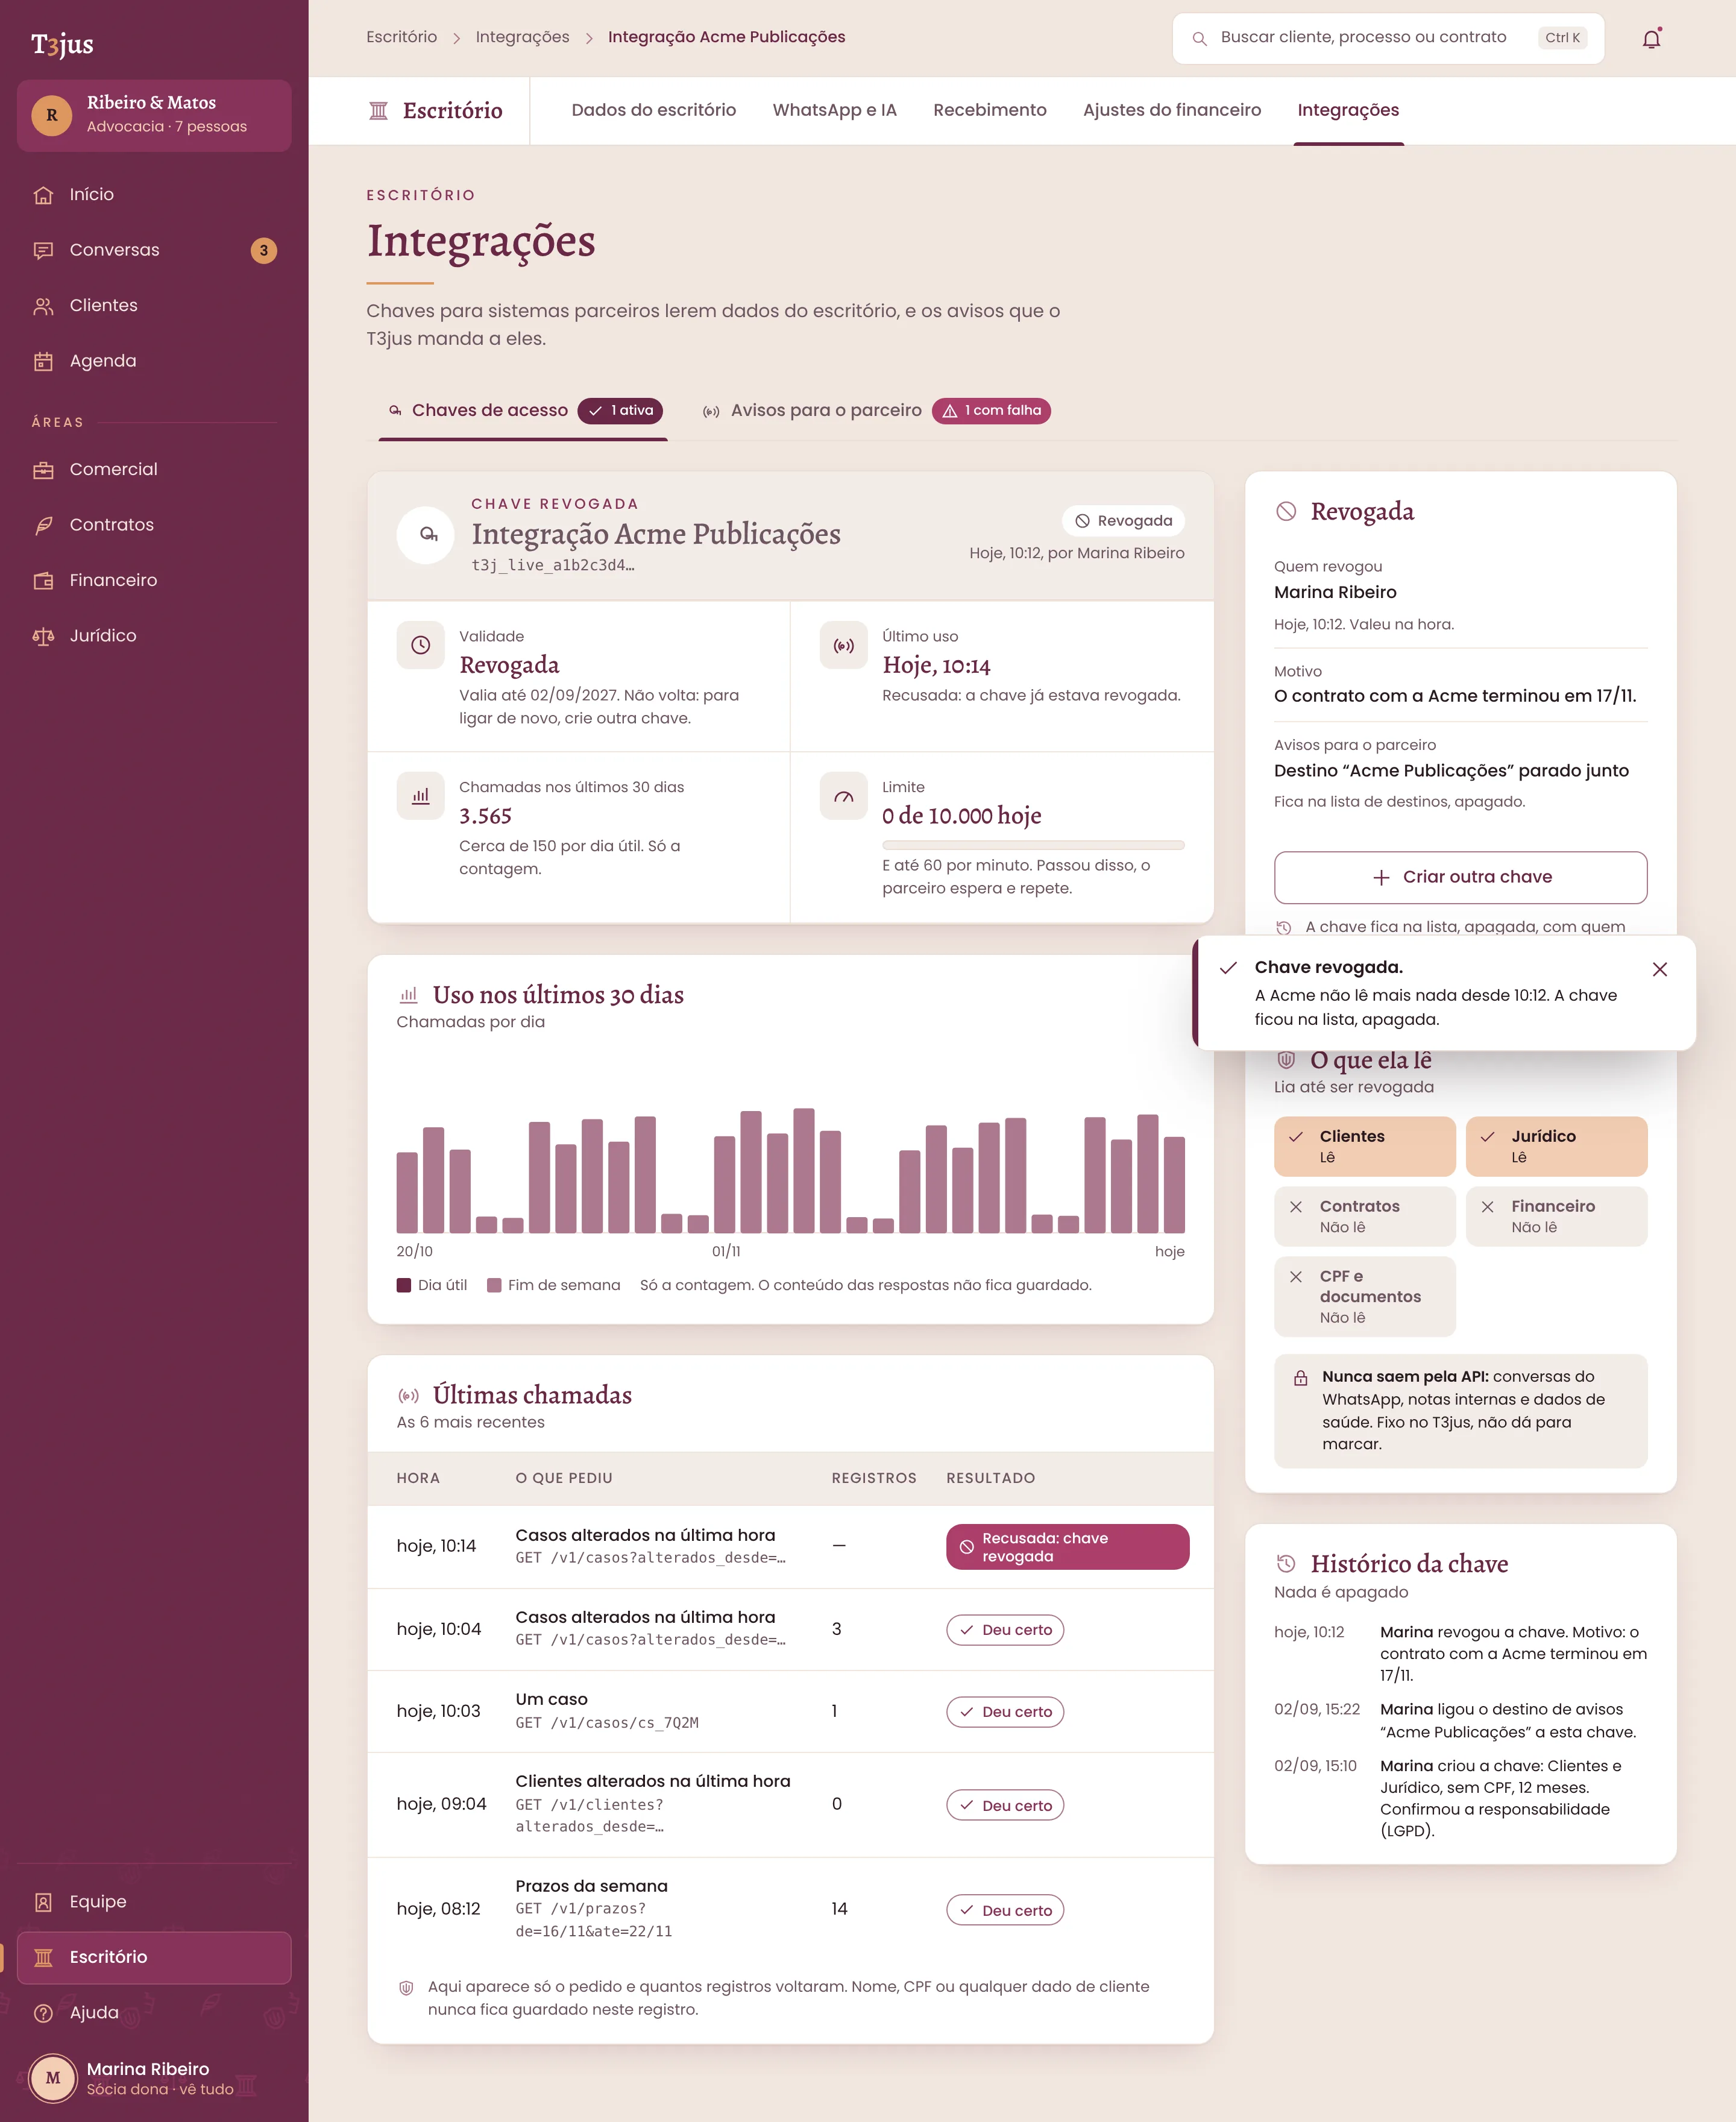 T3jus
R
Ribeiro & Matos
Advocacia · 7 pessoas
Início
Conversas
3
Clientes
Agenda
ÁREAS
Comercial
Contratos
Financeiro
Jurídico
Equipe
Escritório
Ajuda
M
Marina Ribeiro
Sócia dona · vê tudo
Escritório
Integrações
Integração Acme Publicações
Buscar cliente, processo ou contrato
Ctrl K
Escritório
Dados do escritório
WhatsApp e IA
Recebimento
Ajustes do financeiro
Integrações
ESCRITÓRIO
Integrações
Chaves para sistemas parceiros lerem dados do escritório, e os avisos que o
T3jus manda a eles.
Chaves de acesso
1 ativa
Avisos para o parceiro
1 com falha
CHAVE REVOGADA
Integração Acme Publicações
t3j_live_a1b2c3d4…
Revogada
Hoje, 10:12, por Marina Ribeiro
Validade
Revogada
Valia até 02/09/2027. Não volta: para
ligar de novo, crie outra chave.
Último uso
Hoje, 10:14
Recusada: a chave já estava revogada.
Chamadas nos últimos 30 dias
3.565
Cerca de 150 por dia útil. Só a
contagem.
Limite
0 de 10.000 hoje
E até 60 por minuto. Passou disso, o
parceiro espera e repete.
Uso nos últimos 30 dias
Chamadas por dia
20/10
01/11
hoje
Dia útil
Fim de semana
Só a contagem. O conteúdo das respostas não fica guardado.
Últimas chamadas
As 6 mais recentes
HORA
O QUE PEDIU
REGISTROS
RESULTADO
hoje, 10:14
Casos alterados na última hora
GET /v1/casos?alterados_desde=…
—
Recusada: chave
revogada
hoje, 10:04
Casos alterados na última hora
GET /v1/casos?alterados_desde=…
3
Deu certo
hoje, 10:03
Um caso
GET /v1/casos/cs_7Q2M
1
Deu certo
hoje, 09:04
Clientes alterados na última hora
GET /v1/clientes?
alterados_desde=…
0
Deu certo
hoje, 08:12
Prazos da semana
GET /v1/prazos?
de=16/11&ate=22/11
14
Deu certo
Aqui aparece só o pedido e quantos registros voltaram. Nome, CPF ou qualquer dado de cliente
nunca fica guardado neste registro.
Revogada
Quem revogou
Marina Ribeiro
Hoje, 10:12. Valeu na hora.
Motivo
O contrato com a Acme terminou em 17/11.
Avisos para o parceiro
Destino “Acme Publicações” parado junto
Fica na lista de destinos, apagado.
Criar outra chave
A chave fica na lista, apagada, com quem
Chave revogada.
A Acme não lê mais nada desde 10:12. A chave
ficou na lista, apagada.
O que ela lê
Lia até ser revogada
Clientes
Lê
Jurídico
Lê
Contratos
Não lê
Financeiro
Não lê
CPF e
documentos
Não lê
Nunca saem pela API: conversas do
WhatsApp, notas internas e dados de
saúde. Fixo no T3jus, não dá para
marcar.
Histórico da chave
Nada é apagado
hoje, 10:12
Marina revogou a chave. Motivo: o
contrato com a Acme terminou em
17/11.
02/09, 15:22
Marina ligou o destino de avisos
“Acme Publicações” a esta chave.
02/09, 15:10
Marina criou a chave: Clientes e
Jurídico, sem CPF, 12 meses.
Confirmou a responsabilidade
(LGPD).